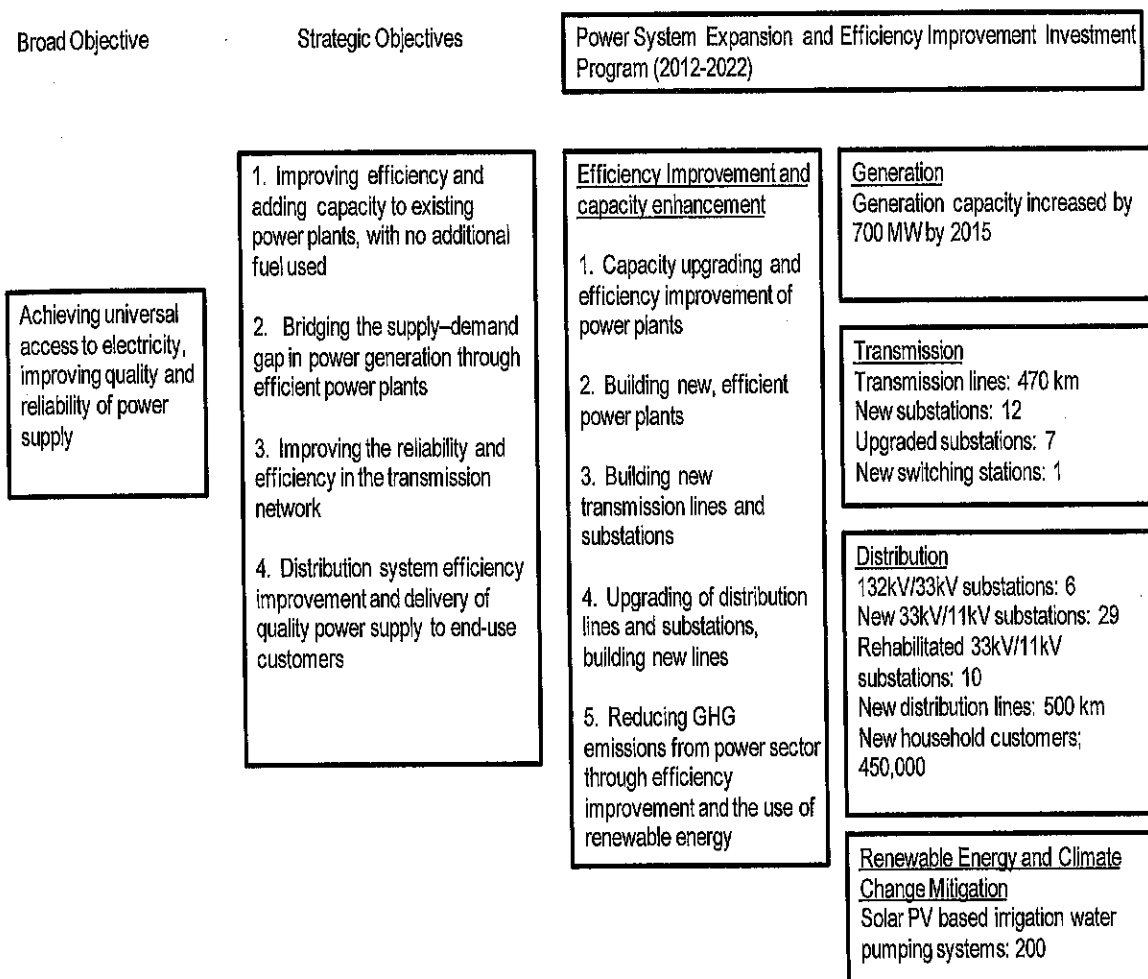 Broad Objective
Strategic Objectives
Power System Expansion and Efficiency Improvement Investment
Program (2012-2022)
Achieving universal
access to electricity,
improving quality and
reliability of power
supply
1. Improving efficiency and
adding capacity to existing
power plants, with no additional
fuel used
2. Bridging the supply–demand
gap in power generation through
efficient power plants
3. Improving the reliability and
efficiency in the transmission
network
4. Distribution system efficiency
improvement and delivery of
quality power supply to end-use
customers
Efficiency Improvement and
capacity enhancement
1. Capacity upgrading and
efficiency improvement of
power plants
2. Building new, efficient
power plants
3. Building new
transmission lines and
substations
4. Upgrading of distribution
lines and substations,
building new lines
5. Reducing GHG
emissions from power sector
through efficiency
improvement and the use of
renewable energy
Generation
Generation capacity increased by
700 MW by 2015
Transmission
Transmission lines: 470 km
New substations: 12
Upgraded substations: 7
New switching stations: 1
Distribution
132kV/33kV substations: 6
New 33kV/11kV substations: 29
Rehabilitated 33kV/11kV
substations: 10
New distribution lines: 500 km
New household customers;
450,000
Renewable Energy and Climate
Change Mitigation
Solar PV based irrigation water
pumping systems: 200